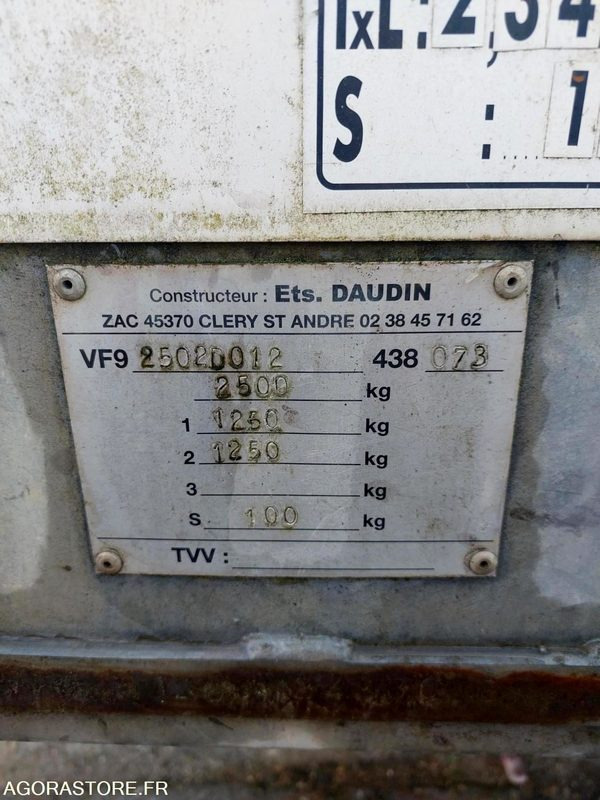 IxL: 2,34
S : 1
Constructeur : Ets. DAUDIN
ZAC 45370 CLERY ST ANDRE 02 38 45 71 62
VF9 2502D012 438 073
2500 kg
1 1250 kg
2 1250 kg
3 kg
S 100 kg
TVV :
AGORASTORE.FR